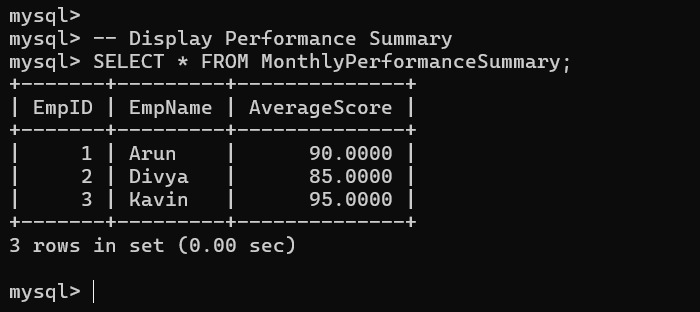 mysql>
mysql> -- Display Performance Summary
mysql> SELECT * FROM MonthlyPerformanceSummary;
+-------+---------+--------------+
| EmpID | EmpName | AverageScore |
+-------+---------+--------------+
|     1 | Arun    |      90.0000 |
|     2 | Divya   |      85.0000 |
|     3 | Kavin   |      95.0000 |
+-------+---------+--------------+
3 rows in set (0.00 sec)

mysql>